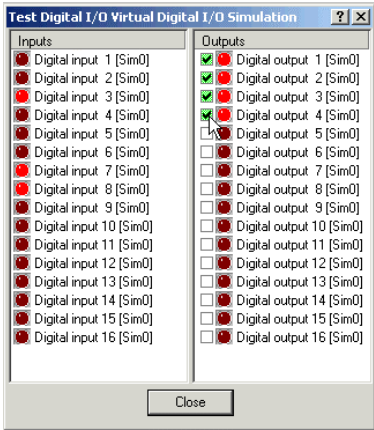 Test Digital I/O Virtual Digital I/O Simulation
Inputs
Digital input 1 [Sim0]
Digital input 2 [Sim0]
Digital input 3 [Sim0]
Digital input 4 [Sim0]
Digital input 5 [Sim0]
Digital input 6 [Sim0]
Digital input 7 [Sim0]
Digital input 8 [Sim0]
Digital input 9 [Sim0]
Digital input 10 [Sim0]
Digital input 11 [Sim0]
Digital input 12 [Sim0]
Digital input 13 [Sim0]
Digital input 14 [Sim0]
Digital input 15 [Sim0]
Digital input 16 [Sim0]
Outputs
Digital output 1 [Sim0]
Digital output 2 [Sim0]
Digital output 3 [Sim0]
Digital output 4 [Sim0]
Digital output 5 [Sim0]
Digital output 6 [Sim0]
Digital output 7 [Sim0]
Digital output 8 [Sim0]
Digital output 9 [Sim0]
Digital output 10 [Sim0]
Digital output 11 [Sim0]
Digital output 12 [Sim0]
Digital output 13 [Sim0]
Digital output 14 [Sim0]
Digital output 15 [Sim0]
Digital output 16 [Sim0]
Close